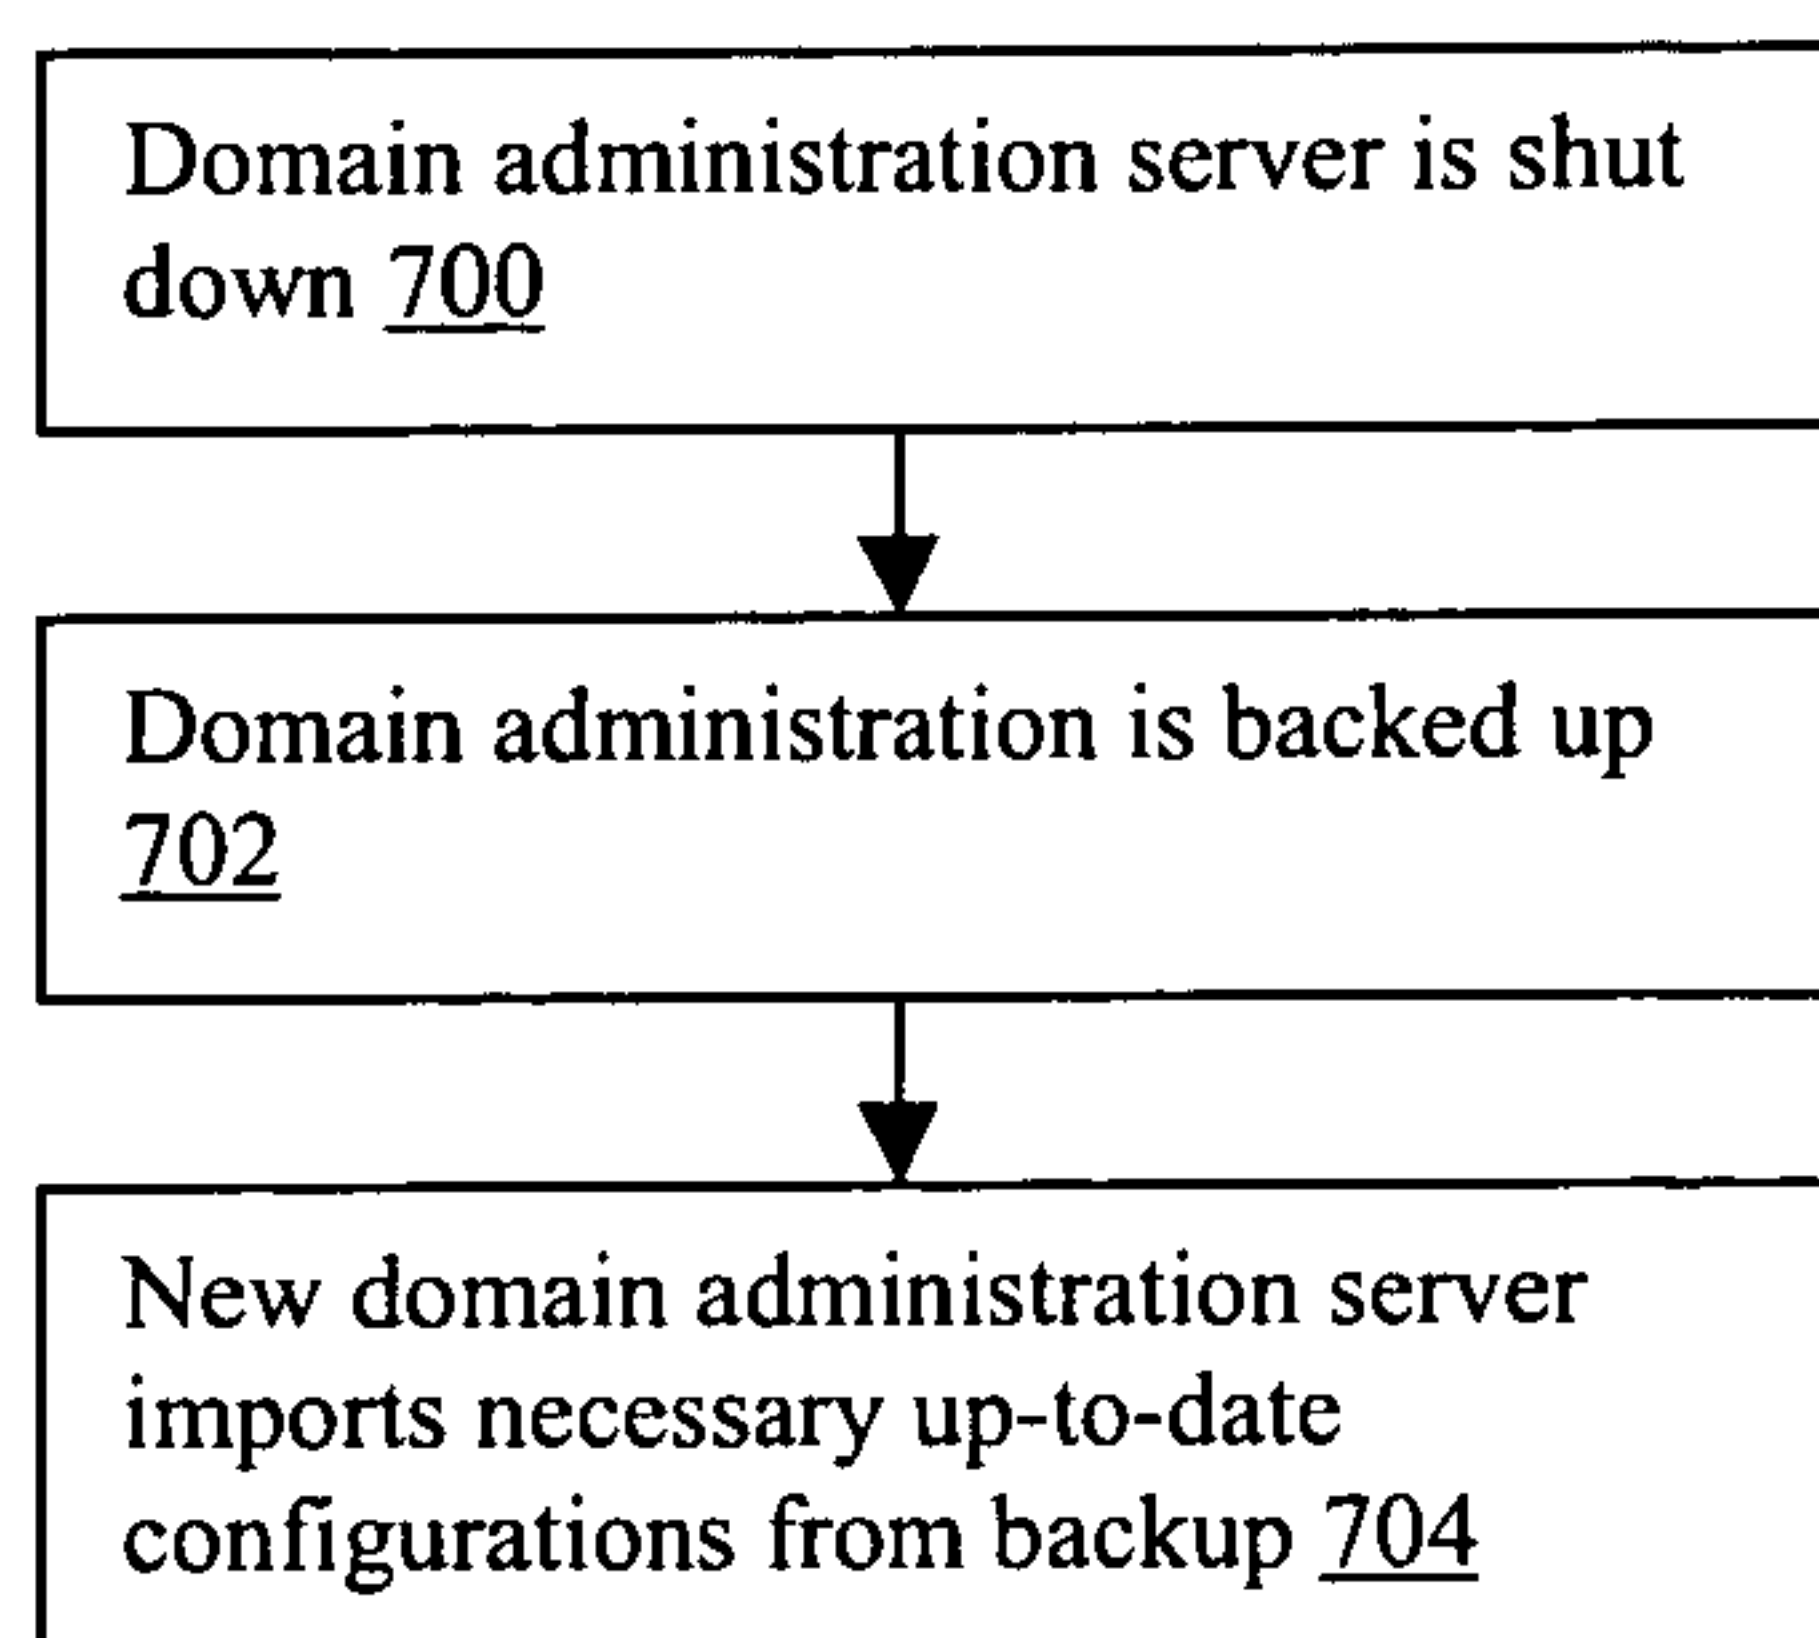 Domain administration server is shut
down 700
Domain administration is backed up
702
New domain administration server
imports necessary up-to-date
configurations from backup 704